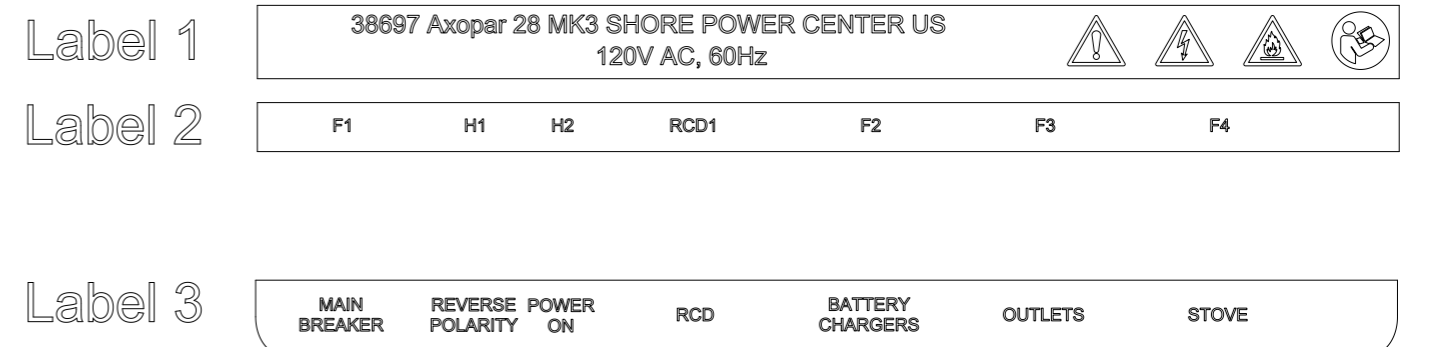 Label 1
38697 Axopar 28 MK3 SHORE POWER CENTER US
120V AC, 60Hz
Label 2
F1 H1 H2 RCD1 F2 F3 F4
Label 3
MAIN BREAKER
REVERSE POLARITY
POWER ON
RCD
BATTERY CHARGERS
OUTLETS
STOVE